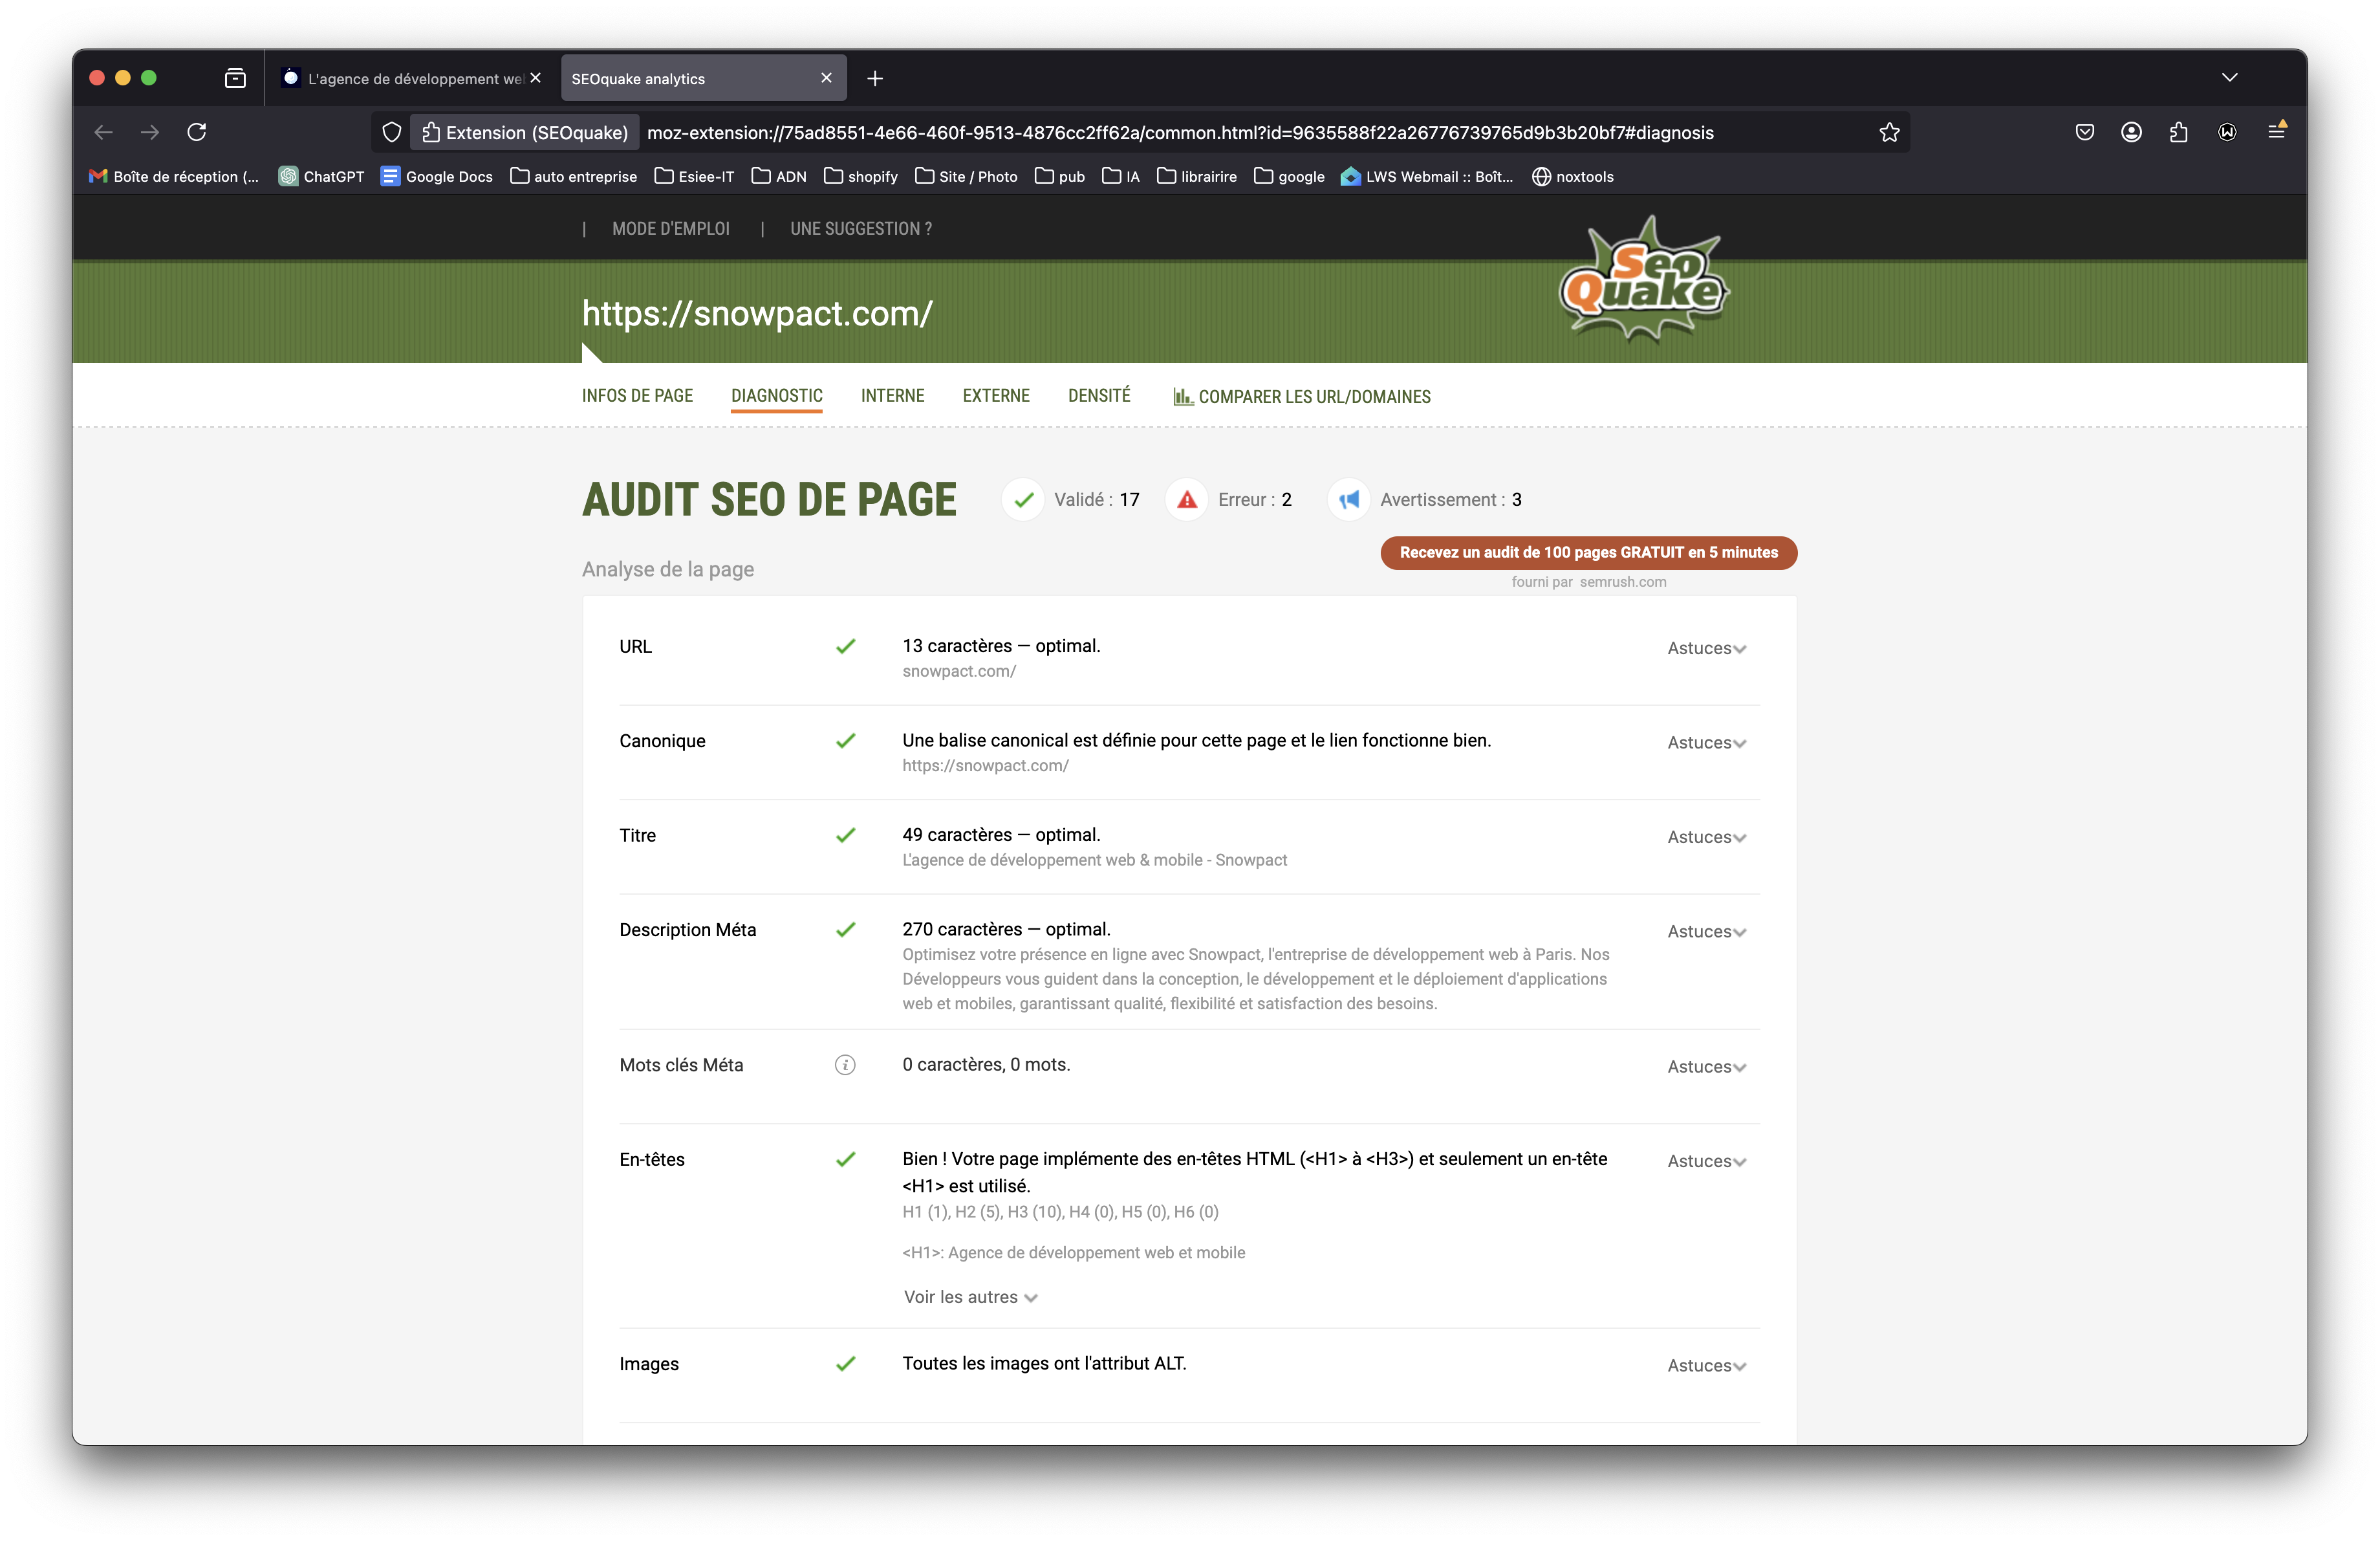 L'agence de développement we
SEOquake analytics
Extension (SEOquake)
moz-extension://75ad8551-4e66-460f-9513-4876cc2ff62a/common.html?id=9635588f22a26776739765d9b3b20bf7#diagnosis
Boîte de réception (...
ChatGPT
Google Docs
auto entreprise
Esiee-IT
ADN
shopify
Site / Photo
pub
IA
librairire
google
LWS Webmail :: Boît...
noxtools
| MODE D'EMPLOI | UNE SUGGESTION ?
Seo
Quake
https://snowpact.com/
INFOS DE PAGE
DIAGNOSTIC
INTERNE
EXTERNE
DENSITÉ
COMPARER LES URL/DOMAINES
AUDIT SEO DE PAGE
Validé : 17
Erreur : 2
Avertissement : 3
Recevez un audit de 100 pages GRATUIT en 5 minutes
fourni par semrush.com
Analyse de la page
URL
13 caractères — optimal.
snowpact.com/
Astuces
Canonique
Une balise canonical est définie pour cette page et le lien fonctionne bien.
https://snowpact.com/
Astuces
Titre
49 caractères — optimal.
L'agence de développement web & mobile - Snowpact
Astuces
Description Méta
270 caractères — optimal.
Optimisez votre présence en ligne avec Snowpact, l'entreprise de développement web à Paris. Nos
Développeurs vous guident dans la conception, le développement et le déploiement d'applications
web et mobiles, garantissant qualité, flexibilité et satisfaction des besoins.
Astuces
Mots clés Méta
0 caractères, 0 mots.
Astuces
En-têtes
Bien ! Votre page implémente des en-têtes HTML (<H1> à <H3>) et seulement un en-tête
<H1> est utilisé.
H1 (1), H2 (5), H3 (10), H4 (0), H5 (0), H6 (0)
<H1>: Agence de développement web et mobile
Voir les autres
Astuces
Images
Toutes les images ont l'attribut ALT.
Astuces